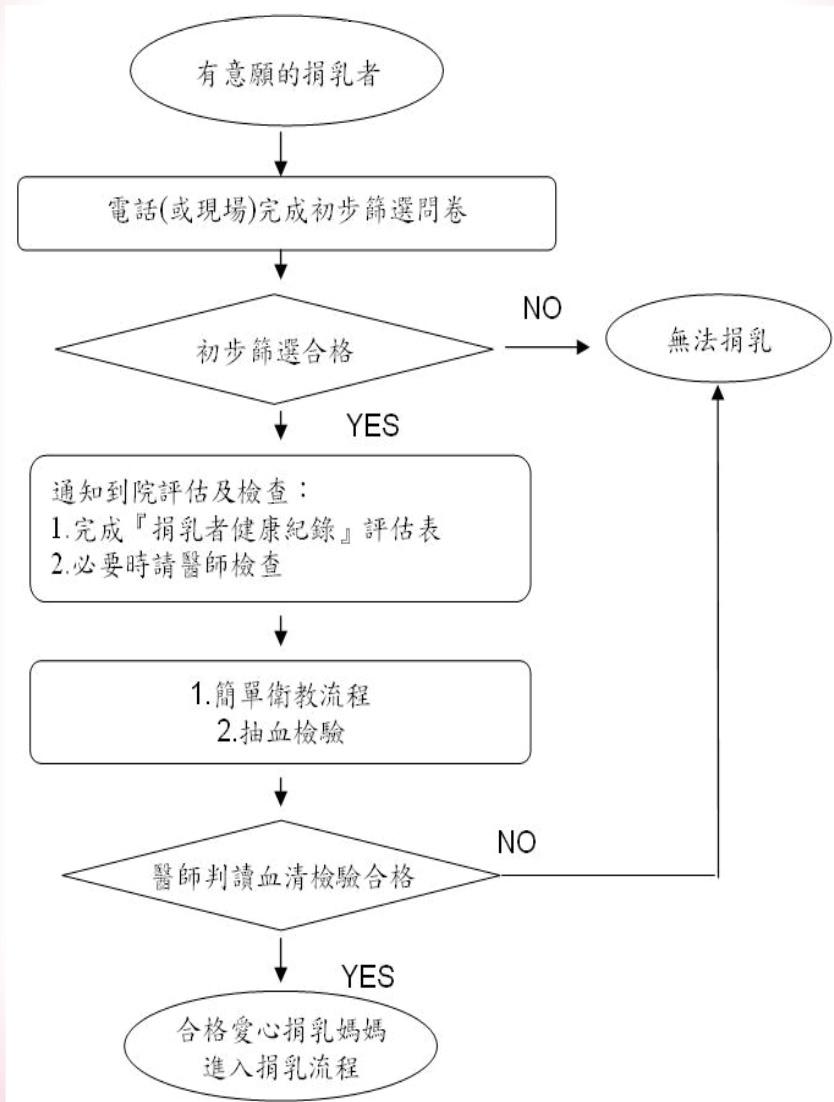 有意願的捐乳者
電話(或現場)完成初步篩選問卷
初步篩選合格
NO
無法捐乳
YES
通知到院評估及檢查：
1.完成『捐乳者健康紀錄』評估表
2.必要時請醫師檢查
1.簡單衛教流程
2.抽血檢驗
醫師判讀血清檢驗合格
NO
YES
合格愛心捐乳媽媽
進入捐乳流程